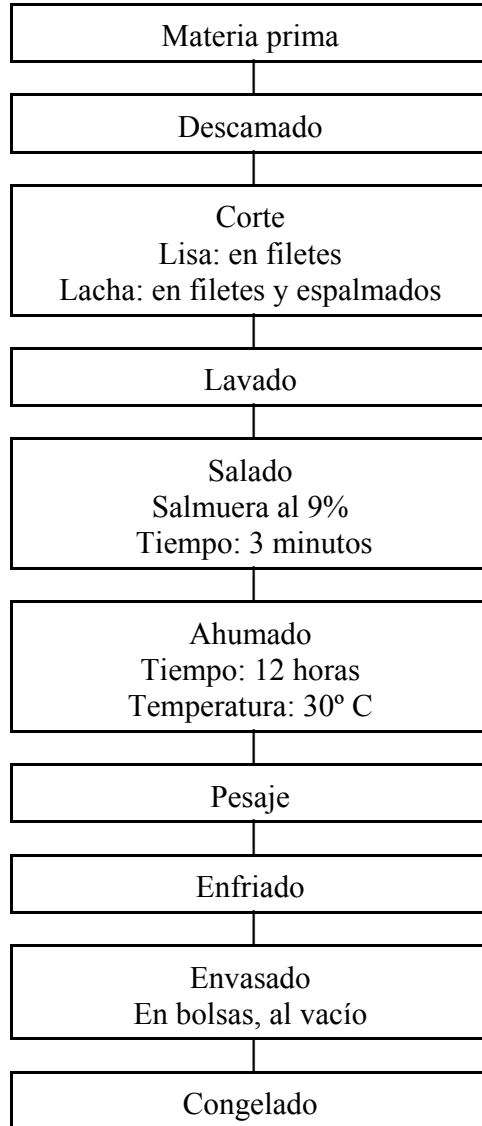 Materia prima
Descamado
Corte
Lisa: en filetes
Lacha: en filetes y espalmados
Lavado
Salado
Salmuera al 9%
Tiempo: 3 minutos
Ahumado
Tiempo: 12 horas
Temperatura: 30º C
Pesaje
Enfriado
Envasado
En bolsas, al vacío
Congelado